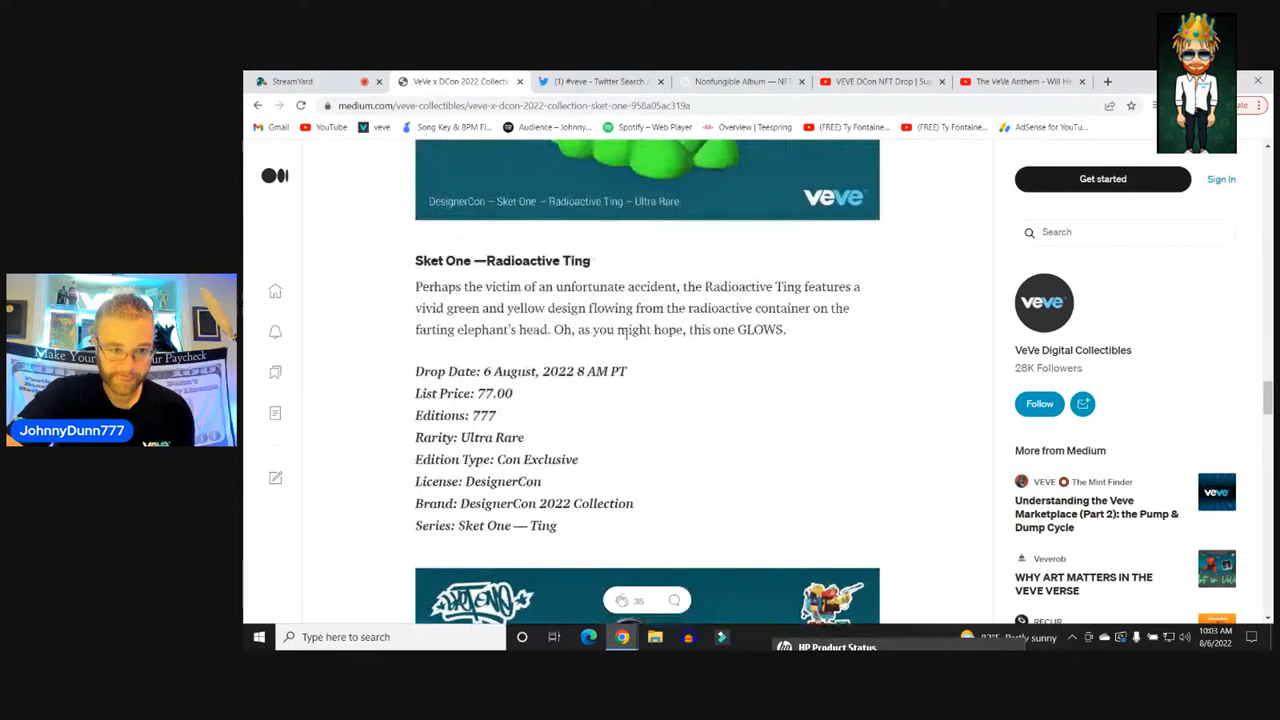 StreamYard
VeVe x DCon 2022 Collecti
(1) #veve - Twitter Search /
Nonfungible Album — NFT
VEVE DCon NFT Drop | Su
The VeVe Anthem - Will He
medium.com/veve-collectibles/veve-x-dcon-2022-collection-sket-one-958a05ac319a
Gmail
YouTube
veve
Song Key & BPM Fi...
Audience – Johnny...
Spotify – Web Player
Overview | Teespring
(FREE) Ty Fontaine...
(FREE) Ty Fontaine...
AdSense for YouTu...
DesignerCon — Sket One — Radioactive Ting — Ultra Rare
veve
Sket One —Radioactive Ting
Perhaps the victim of an unfortunate accident, the Radioactive Ting features a
vivid green and yellow design flowing from the radioactive container on the
farting elephant's head. Oh, as you might hope, this one GLOWS.
Drop Date: 6 August, 2022 8 AM PT
List Price: 77.00
Editions: 777
Rarity: Ultra Rare
Edition Type: Con Exclusive
License: DesignerCon
Brand: DesignerCon 2022 Collection
Series: Sket One — Ting
35
Get started
Sign In
Search
veve
VeVe Digital Collectibles
28K Followers
Follow
More from Medium
VEVE
The Mint Finder
Understanding the Veve
Marketplace (Part 2): the Pump &
Dump Cycle
veve
Veverob
WHY ART MATTERS IN THE
VEVE VERSE
RECUR
Make Your
Paycheck
JohnnyDunn777
Type here to search
Partly sunny
10:03 AM
8/6/2022
HP Product Status